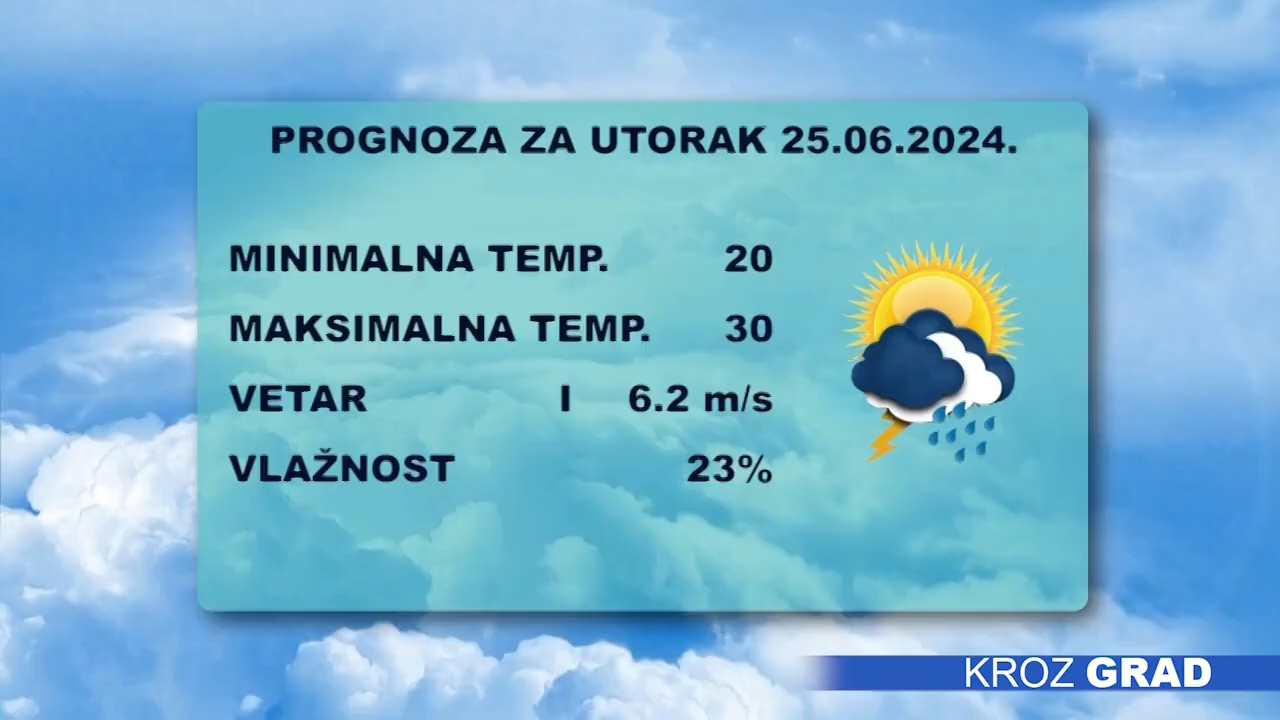 PROGNOZA ZA UTORAK 25.06.2024.
MINIMALNA TEMP. 20
MAKSIMALNA TEMP. 30
VETAR I 6.2 m/s
VLAŽNOST 23%
KROZ GRAD